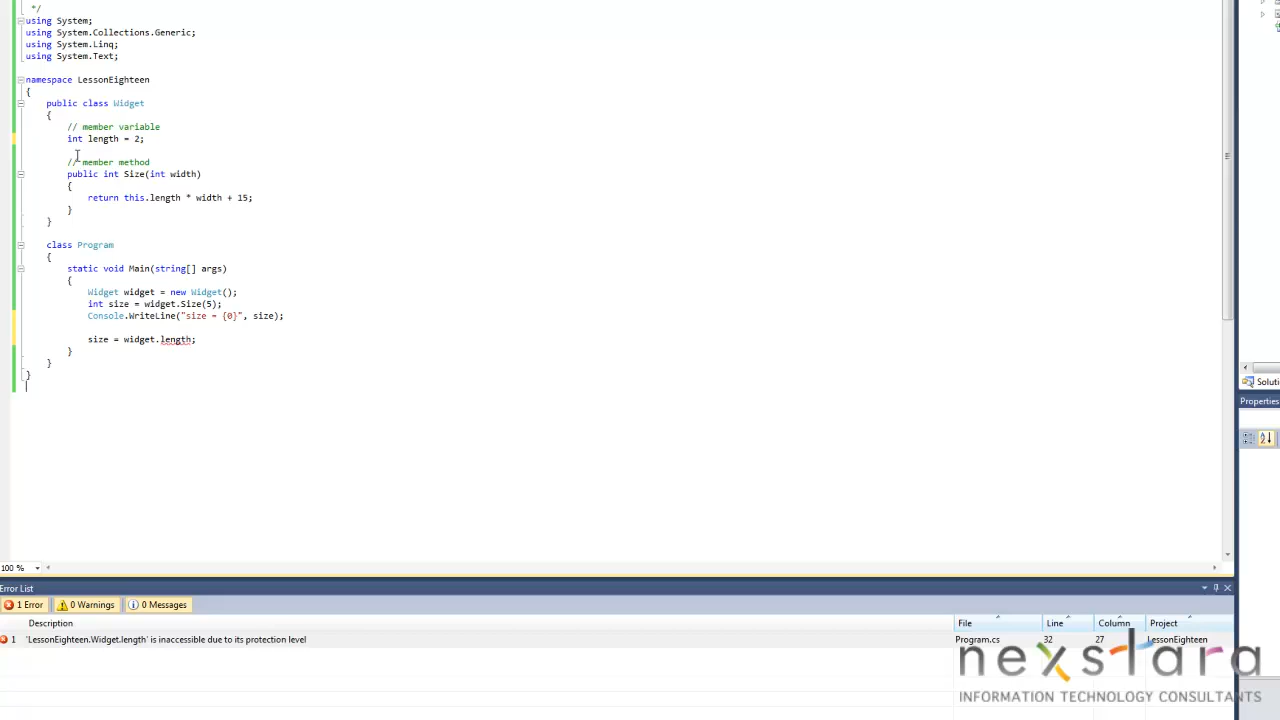 */
using System;
using System.Collections.Generic;
using System.Linq;
using System.Text;
namespace LessonEighteen
{
public class Widget
{
// member variable
int length = 2;
// member method
public int Size(int width)
{
return this.length * width + 15;
}
}
class Program
{
static void Main(string[] args)
{
Widget widget = new Widget();
int size = widget.Size(5);
Console.WriteLine("size = {0}", size);
size = widget.length;
}
}
}
Soluti
Properties
100 %
Error List
1 Error 0 Warnings 0 Messages
Description File Line Column Project
1 'LessonEighteen.Widget.length' is inaccessible due to its protection level Program.cs 32 27 LessonEighteen
nexstara
INFORMATION TECHNOLOGY CONSULTANTS